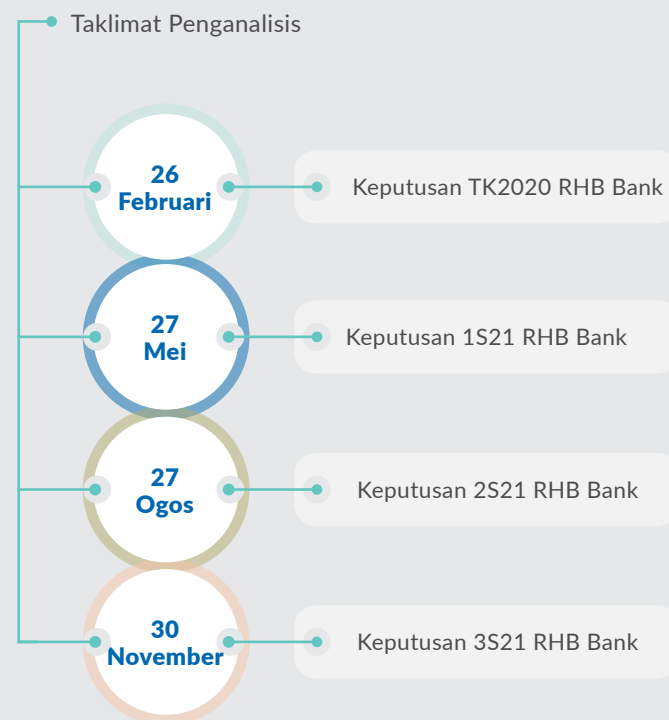 Taklimat Penganalisis
26
Februari
Keputusan TK2020 RHB Bank
27
Mei
Keputusan 1S21 RHB Bank
27
Ogos
Keputusan 2S21 RHB Bank
30
November
Keputusan 3S21 RHB Bank